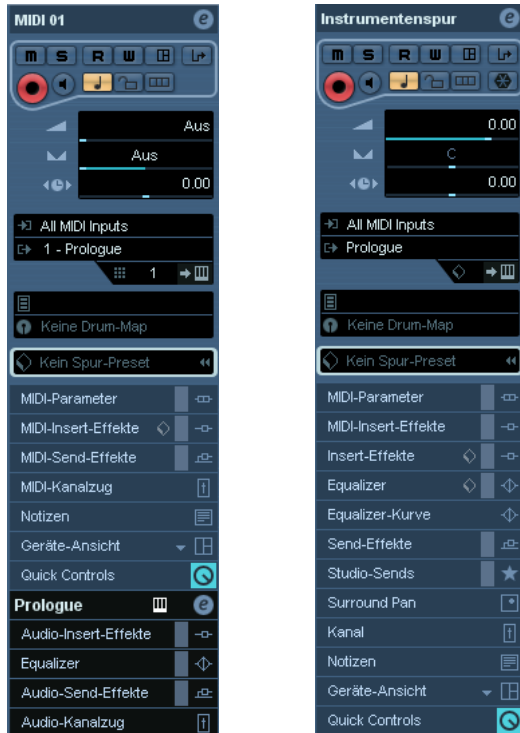 MIDI 01 e
m S R W
Aus
Aus
0.00
All MIDI Inputs
1 - Prologue
1
Keine Drum-Map
Kein Spur-Preset
MIDI-Parameter
MIDI-Insert-Effekte
MIDI-Send-Effekte
MIDI-Kanalzug
Notizen
Geräte-Ansicht
Quick Controls
Prologue e
Audio-Insert-Effekte
Equalizer
Audio-Send-Effekte
Audio-Kanalzug
Instrumentenspur e
m S R W
0.00
C
0.00
All MIDI Inputs
Prologue
Keine Drum-Map
Kein Spur-Preset
MIDI-Parameter
MIDI-Insert-Effekte
Insert-Effekte
Equalizer
Equalizer-Kurve
Send-Effekte
Studio-Sends
Surround Pan
Kanal
Notizen
Geräte-Ansicht
Quick Controls